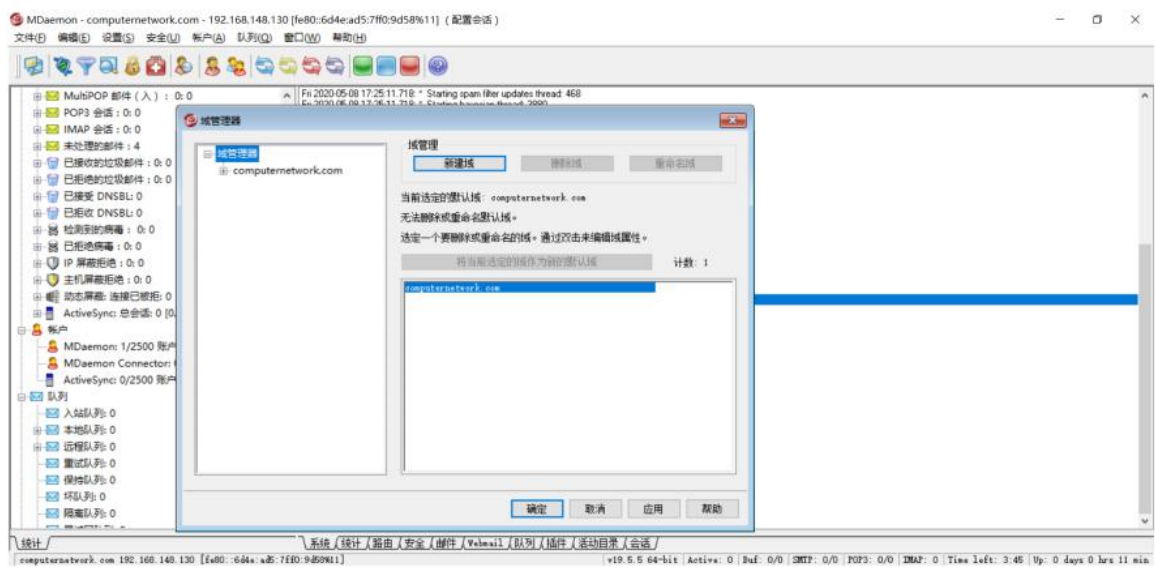 MDaemon - computernetwork.com - 192.168.148.130 [fe80::6d4e:ad5:7ff0:9d58%11] （配置会话）
文件(F) 编辑(E) 设置(S) 安全(U) 帐户(A) 队列(Q) 窗口(W) 帮助(H)
MultiPOP 邮件（入）: 0: 0
POP3 会话 : 0: 0
IMAP 会话 : 0: 0
未处理的邮件 : 4
已接收的垃圾邮件 : 0: 0
已拒绝的垃圾邮件 : 0: 0
已接受 DNSBL: 0
已拒收 DNSBL: 0
检测到的病毒 : 0: 0
已拒绝病毒 : 0: 0
IP 屏蔽拒绝 : 0: 0
主机屏蔽拒绝 : 0: 0
动态屏蔽: 连接已被拒: 0
ActiveSync: 总会话: 0 [0.
帐户
MDaemon: 1/2500 账户
MDaemon Connector:
ActiveSync: 0/2500 账户
队列
入站队列: 0
本地队列: 0
远程队列: 0
重试队列: 0
保持队列: 0
坏队列: 0
隔离队列: 0
Fri 2020-05-08 17:25:11.718: * Starting spam filter updates thread: 468
域管理器
域管理器
computernetwork.com
域管理
新建域 删除域 重命名域
当前选定的默认域: computernetwork.com
无法删除或重命名默认域。
选定一个要删除或重命名的域。通过双击来编辑域属性。
将当前选定的域作为新的默认域 计数: 1
computernetwork.com
确定 取消 应用 帮助
统计
系统 统计 路由 安全 邮件 Webmail 队列 插件 活动目录 会话
computernetwork.com 192.168.148.130 [fe80::6d4e:ad5:7ff0:9d58%11] v19.5.5 64-bit Active: 0 Buf: 0/0 SMTP: 0/0 POP3: 0/0 IMAP: 0 Time left: 3:45 Up: 0 days 0 hrs 11 min